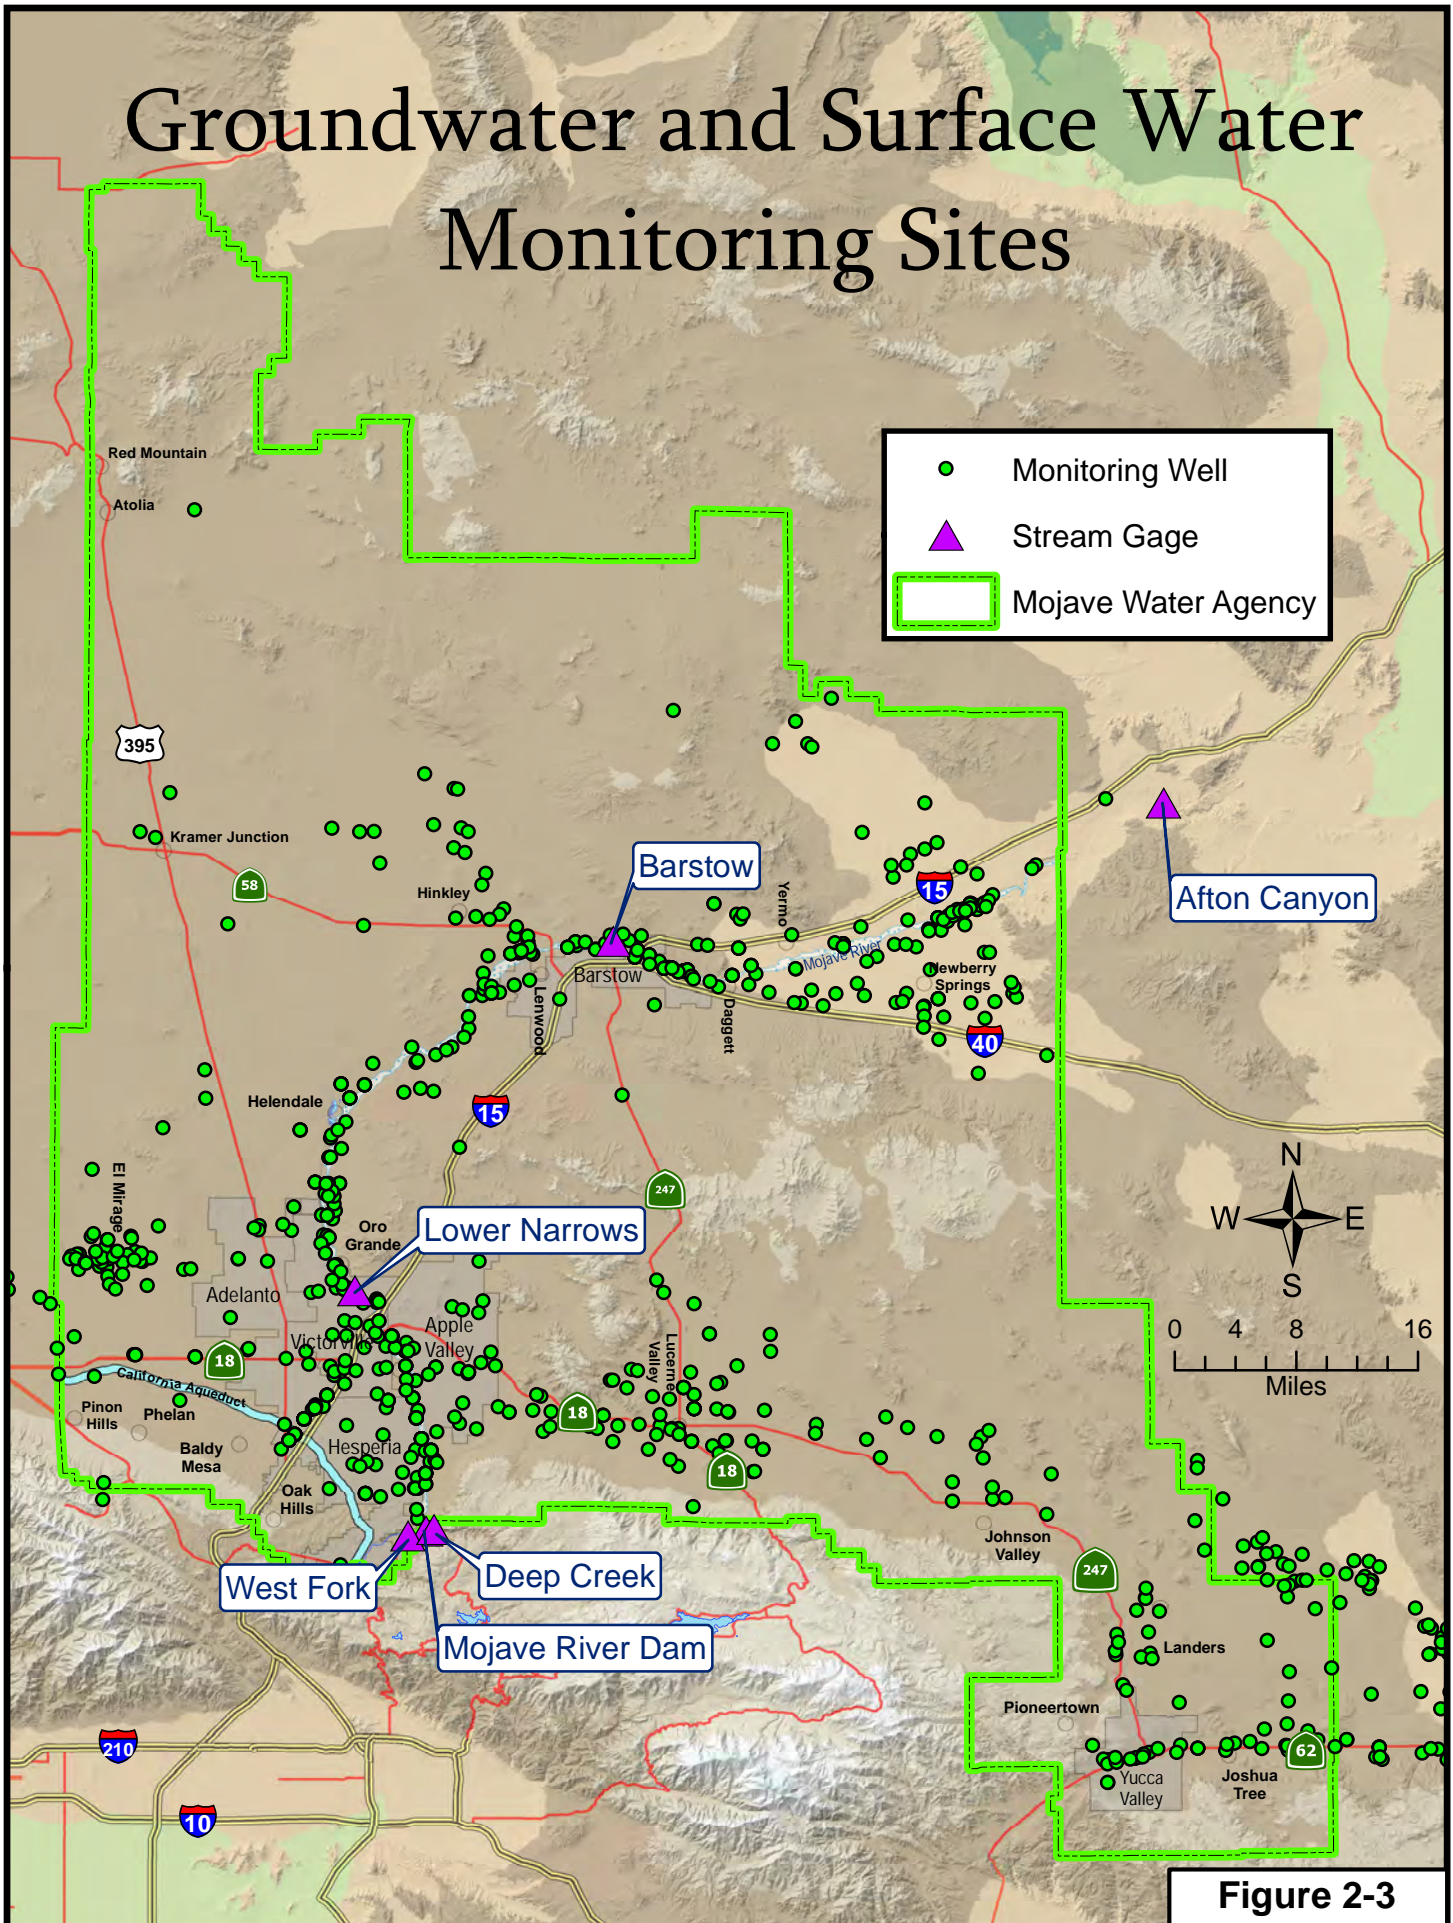 Groundwater and Surface Water
Monitoring Sites
Red Mountain
Atolia
Monitoring Well
Stream Gage
Mojave Water Agency
395
Kramer Junction
58
Hinkley
Barstow
Yermo
15
Afton Canyon
Mojave River
Barstow
Newberry
Springs
Lenwood
Daggett
40
Helendale
15
El Mirage
247
N
W
E
S
Oro
Grande
Lower Narrows
Adelanto
Apple
Valley
Victorville
Lucerne
Valley
0 4 8 16
Miles
18
California Aqueduct
Pinon
Hills
Phelan
18
Baldy
Mesa
Hesperia
18
Oak
Hills
Johnson
Valley
247
West Fork
Deep Creek
Mojave River Dam
Landers
Pioneertown
210
62
Yucca
Valley
Joshua
Tree
10
Figure 2-3